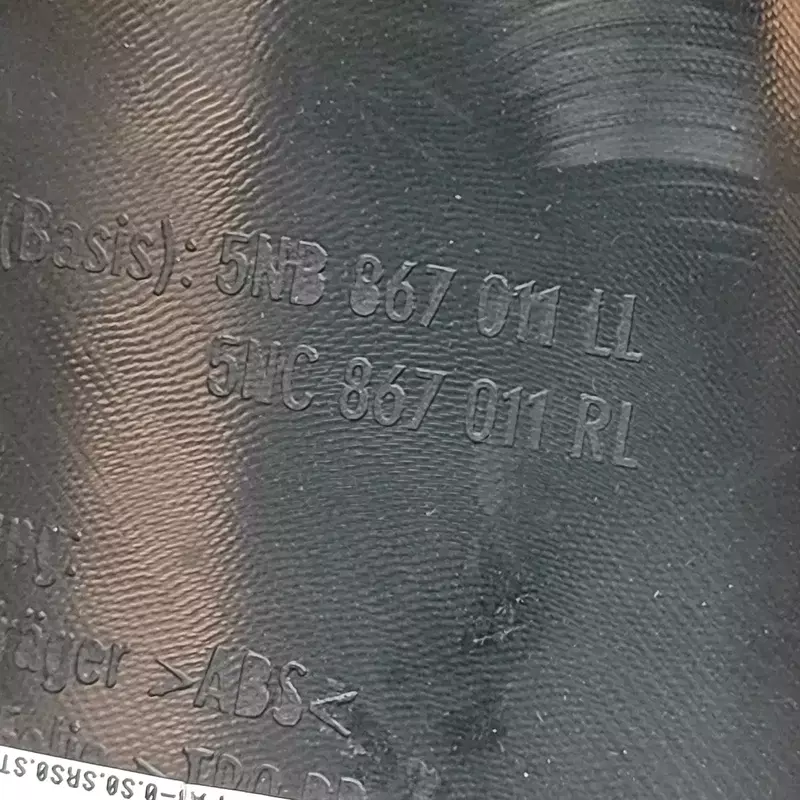 (Basis): 5NB 867 011 LL
5NC 867 011 RL
ung:
räger >ABS<